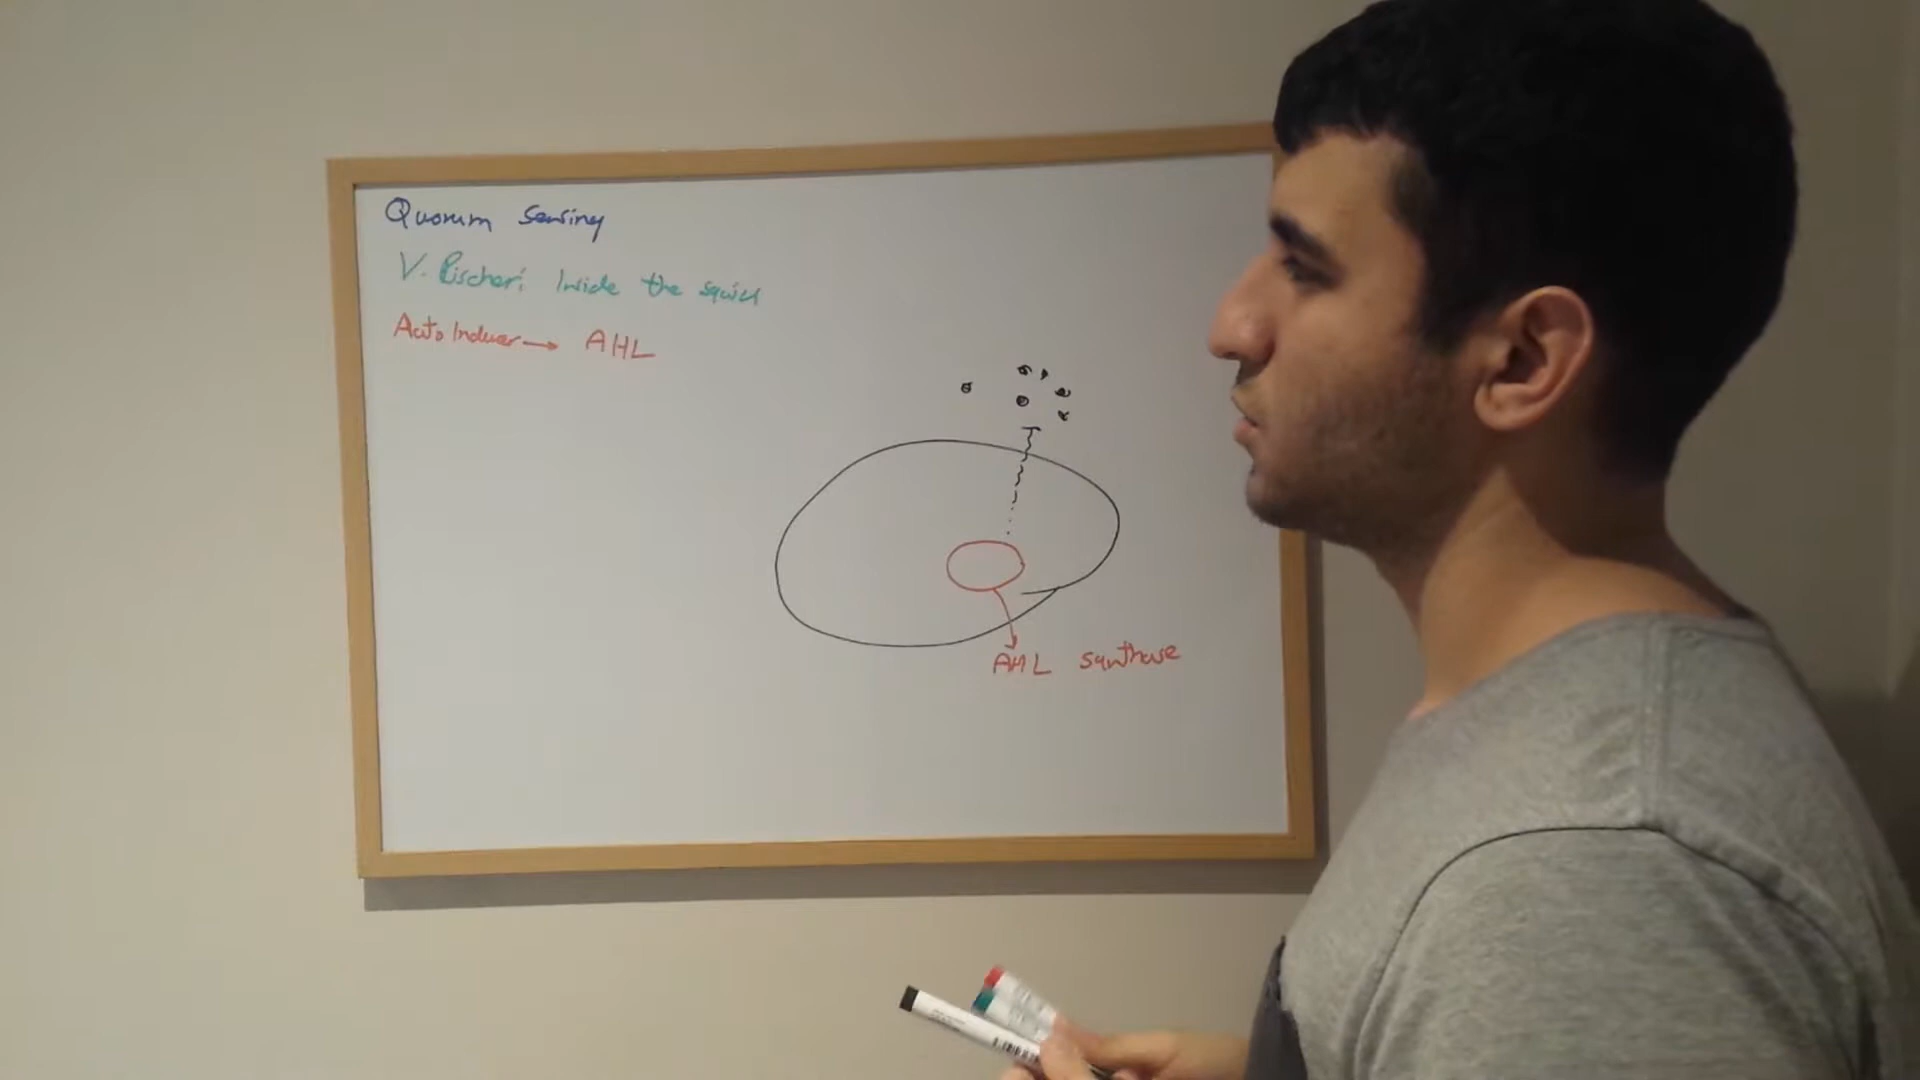 Quorum Sensing
V. fischeri inside the squid
Auto Inducer → AHL
AHL synthase